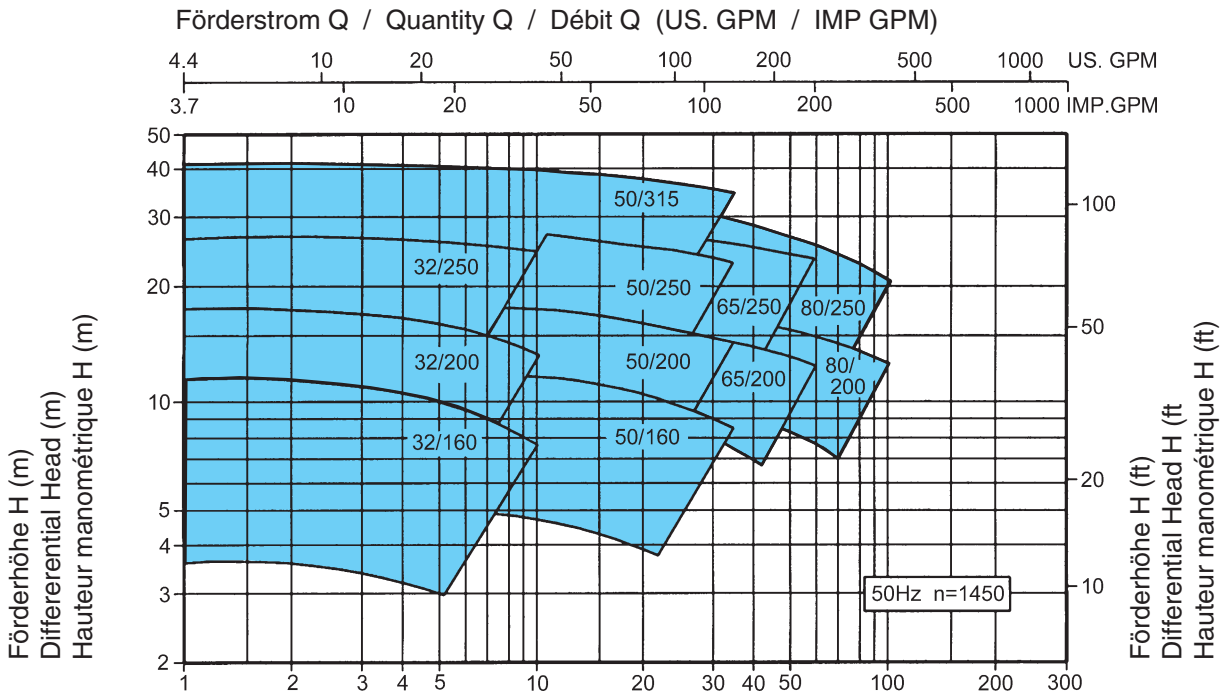 Förderstrom Q / Quantity Q / Débit Q (US. GPM / IMP GPM)
4.4 10 20 50 100 200 500 1000 US. GPM
3.7 10 20 50 100 200 500 1000 IMP.GPM
50
40
30
20
10
5
4
3
2
100
50
20
10
50/315
32/250
50/250
65/250
80/250
32/200
50/200
65/200
80/
200
32/160
50/160
50Hz n=1450
1 2 3 4 5 10 20 30 40 50 100 200 300
Förderhöhe H (m)
Differerential Head (m)
Hauteur manométrique H (m)
Förderhöhe H (ft)
Differential Head H (ft
Hauteur manométrique H (ft)